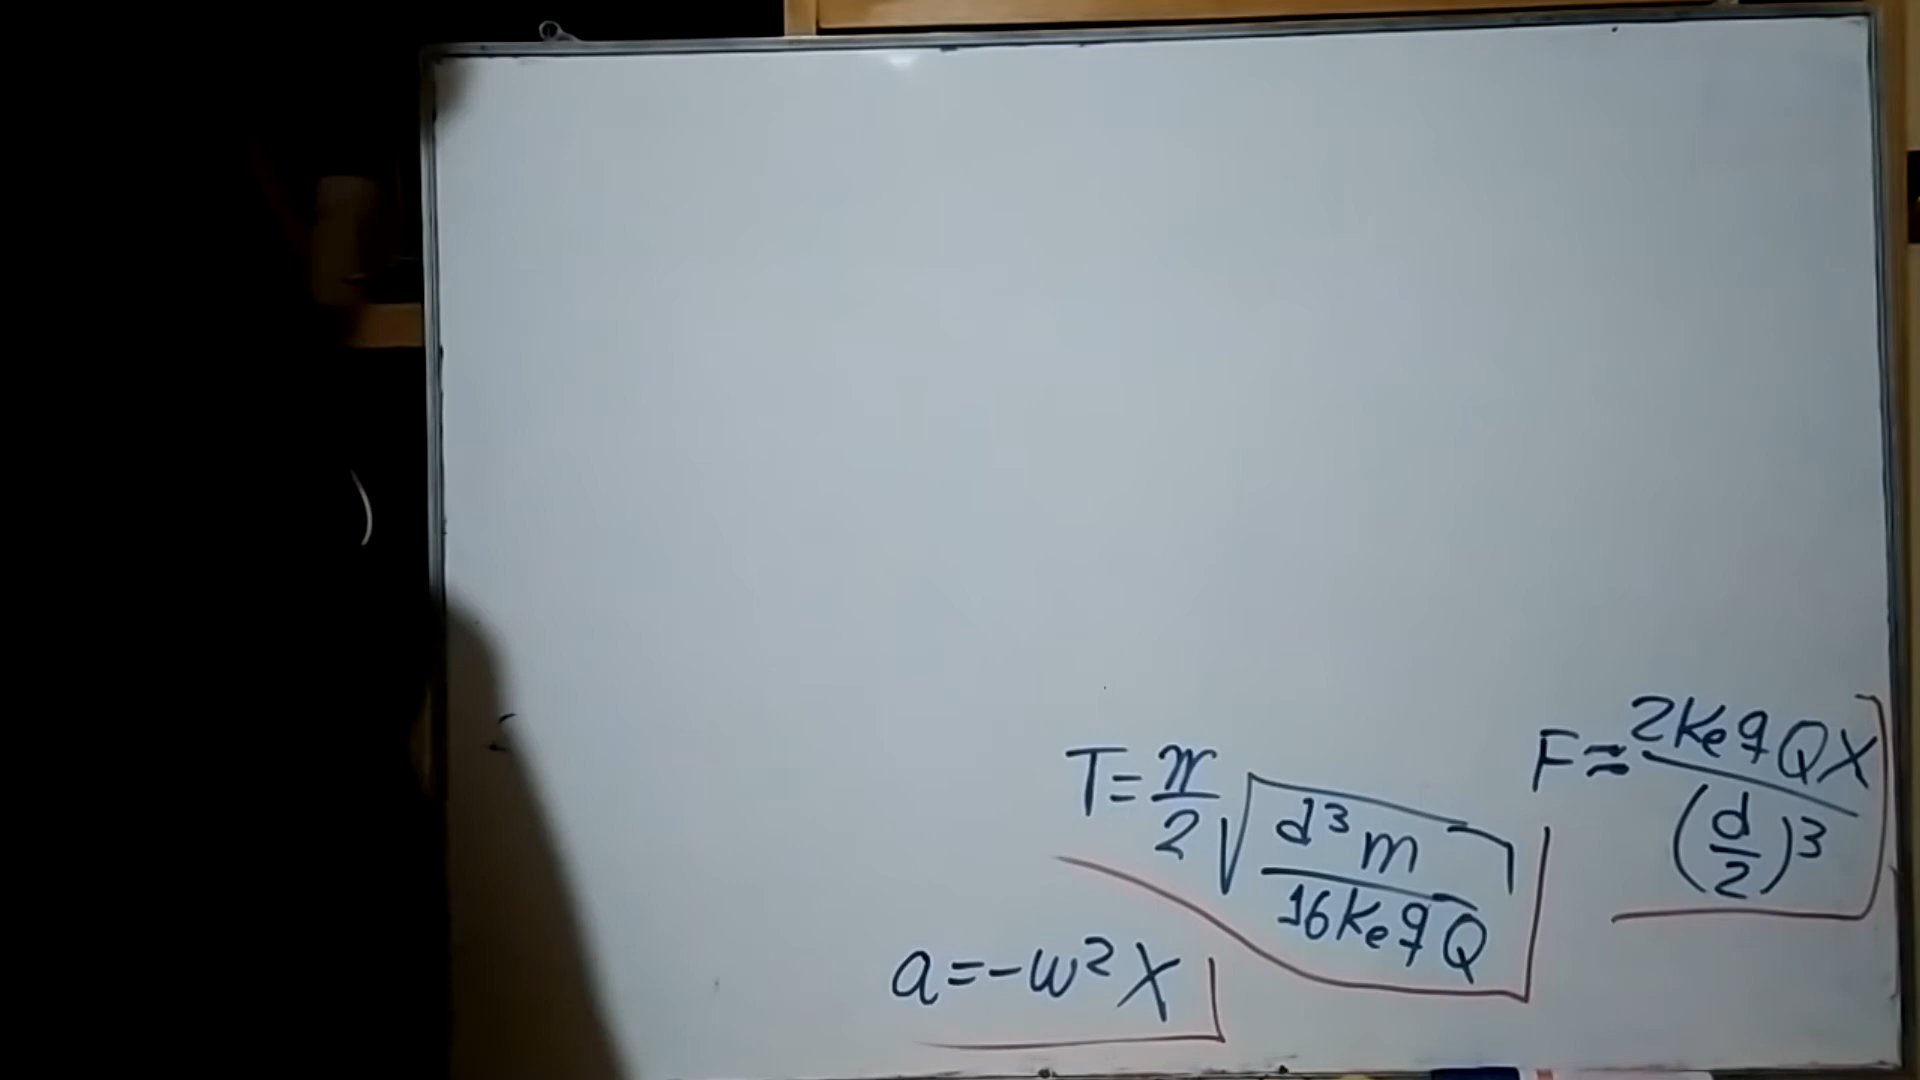 T = π/2 √(d³m / 16KeqQ)
F ≈ 2KeqQX / (d/2)³
a = -w²X